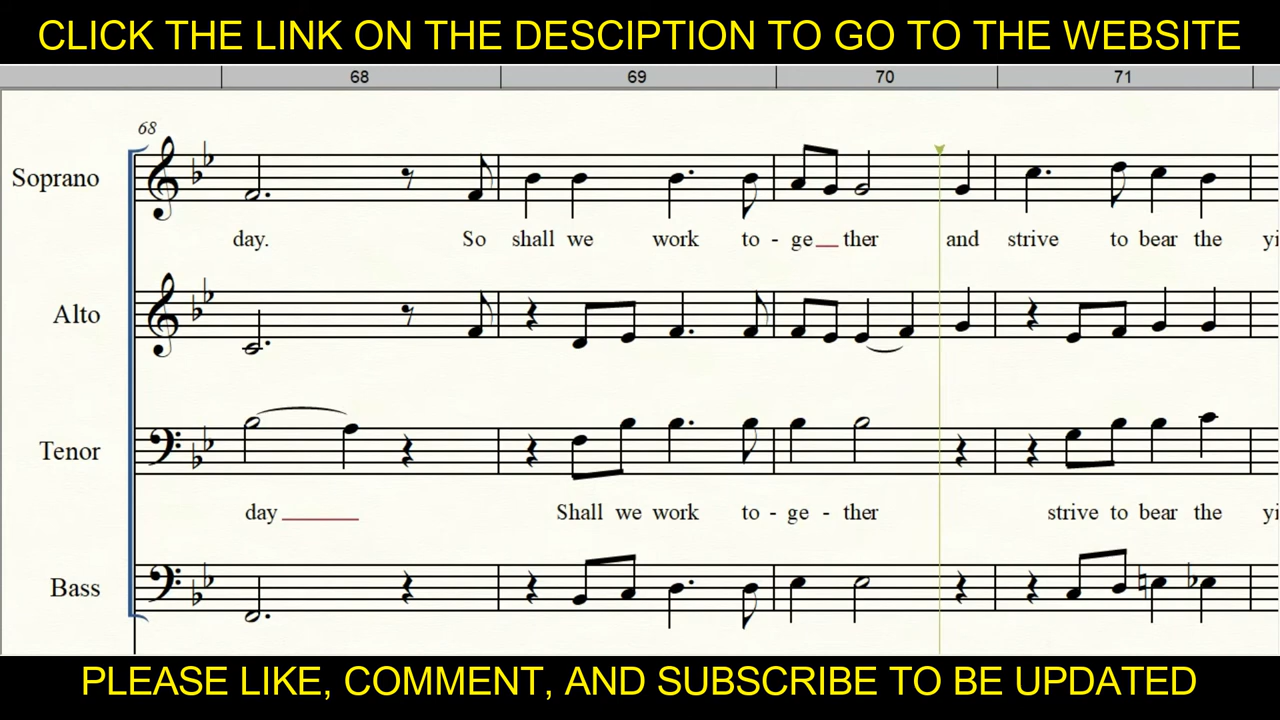 CLICK THE LINK ON THE DESCIPTION TO GO TO THE WEBSITE
68 69 70 71
68
Soprano
day. So shall we work to - ge ther and strive to bear the yi
Alto
Tenor
day Shall we work to - ge - ther strive to bear the yi
Bass
PLEASE LIKE, COMMENT, AND SUBSCRIBE TO BE UPDATED